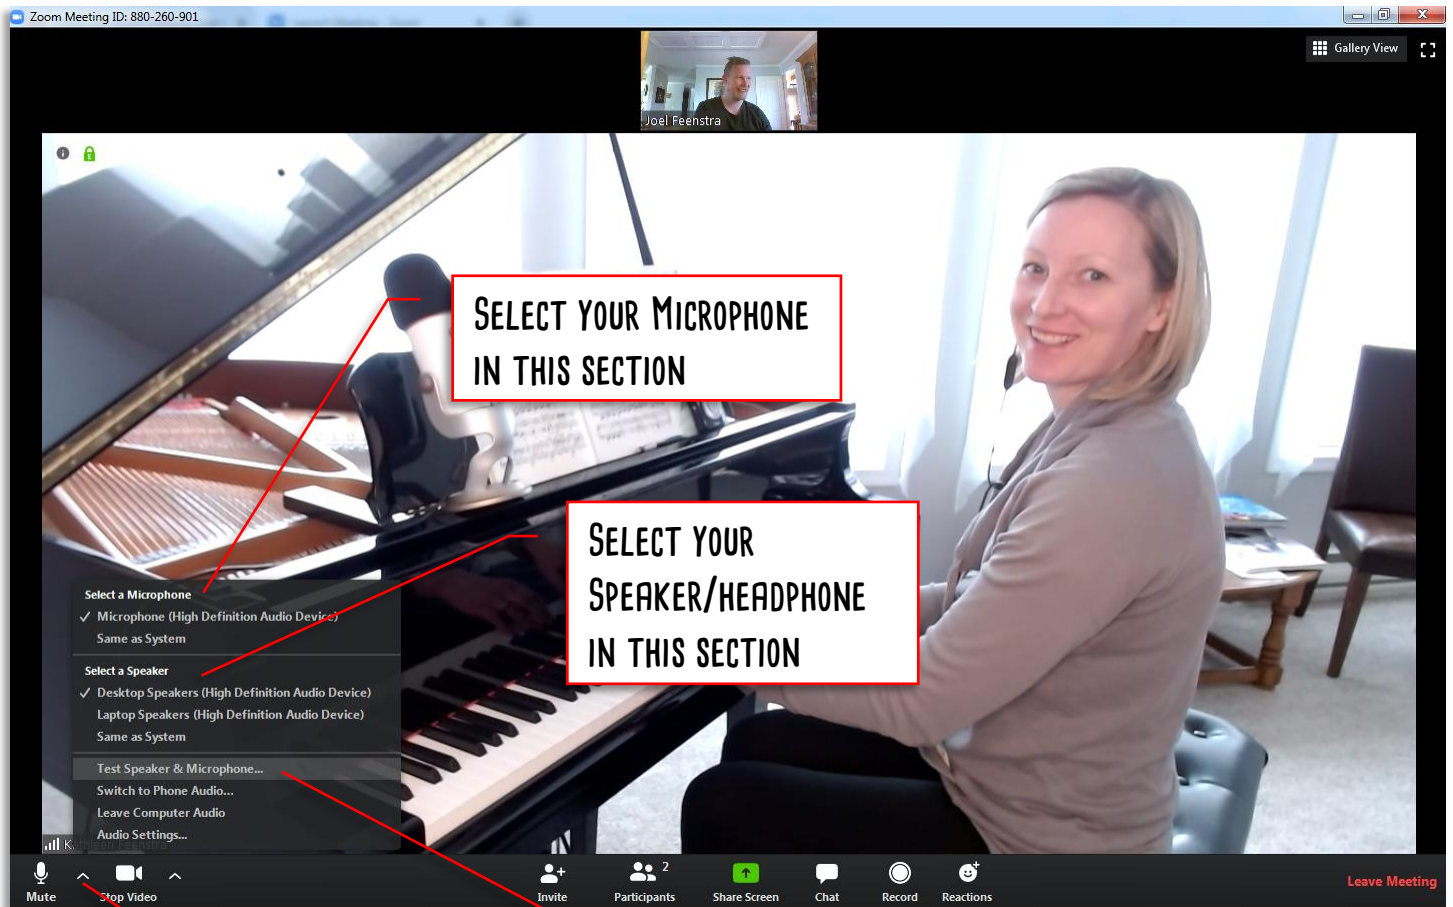 Zoom Meeting ID: 880-260-901
Gallery View
Joel Feenstra
Select your Microphone
in this section
Select your
Speaker/headphone
in this section
Select a Microphone
✓ Microphone (High Definition Audio Device)
Same as System
Select a Speaker
✓ Desktop Speakers (High Definition Audio Device)
Laptop Speakers (High Definition Audio Device)
Same as System
Test Speaker & Microphone...
Switch to Phone Audio...
Leave Computer Audio
Audio Settings...
Kathleen Feenstra
Mute
Stop Video
Invite
2
Participants
Share Screen
Chat
Record
Reactions
Leave Meeting